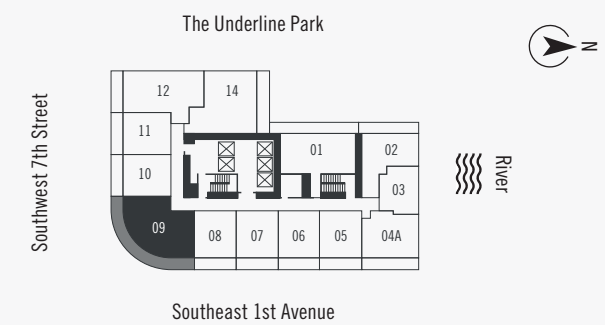 The Underline Park
N
Southwest 7th Street
River
12
14
11
01
02
10
03
09
08
07
06
05
04A
Southeast 1st Avenue